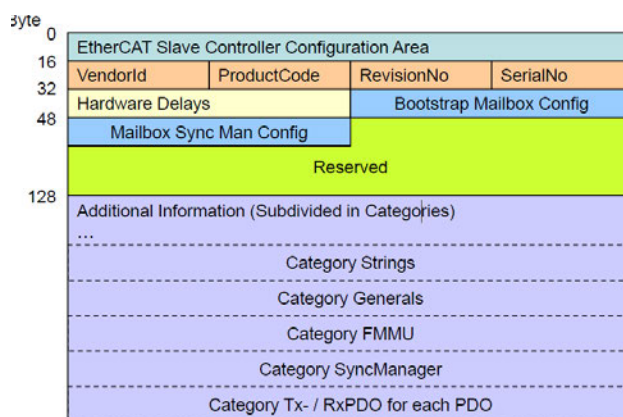 Byte
0
EtherCAT Slave Controller Configuration Area
16
VendorId ProductCode RevisionNo SerialNo
32
Hardware Delays Bootstrap Mailbox Config
48
Mailbox Sync Man Config
Reserved
128
Additional Information (Subdivided in Categories)
...
Category Strings
Category Generals
Category FMMU
Category SyncManager
Category Tx- / RxPDO for each PDO